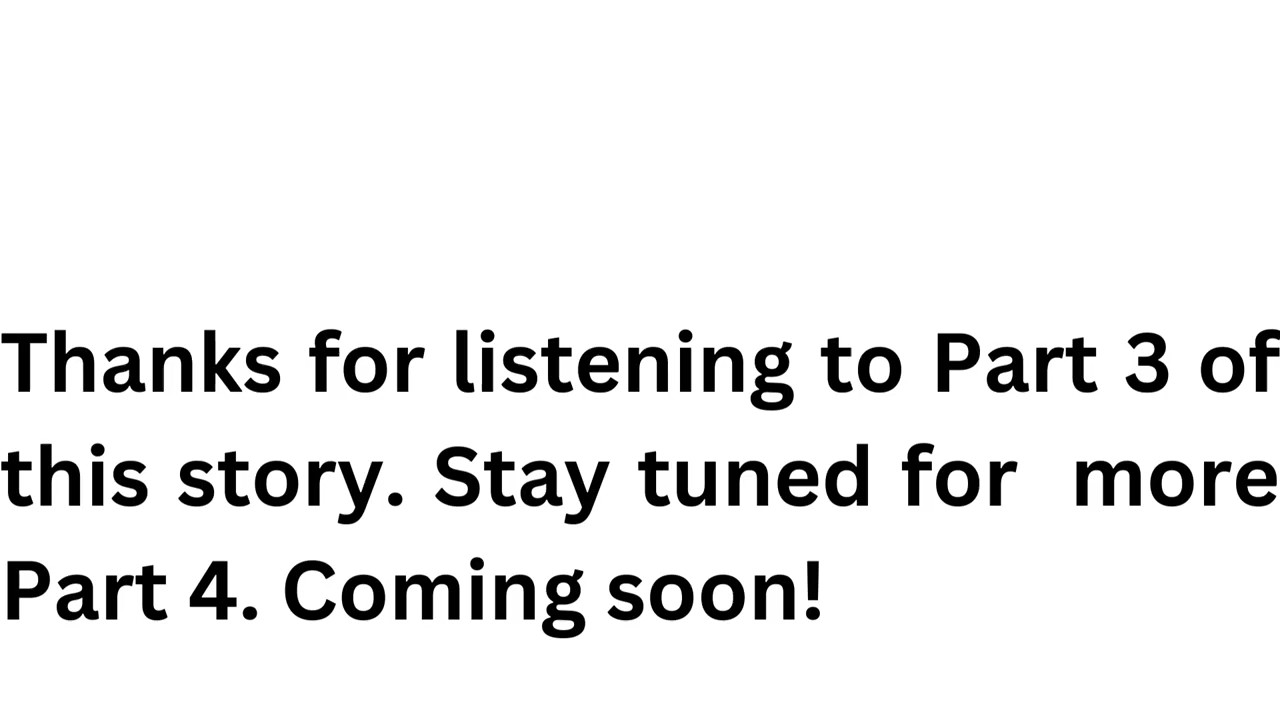 Thanks for listening to Part 3 of
this story. Stay tuned for  more
Part 4. Coming soon!